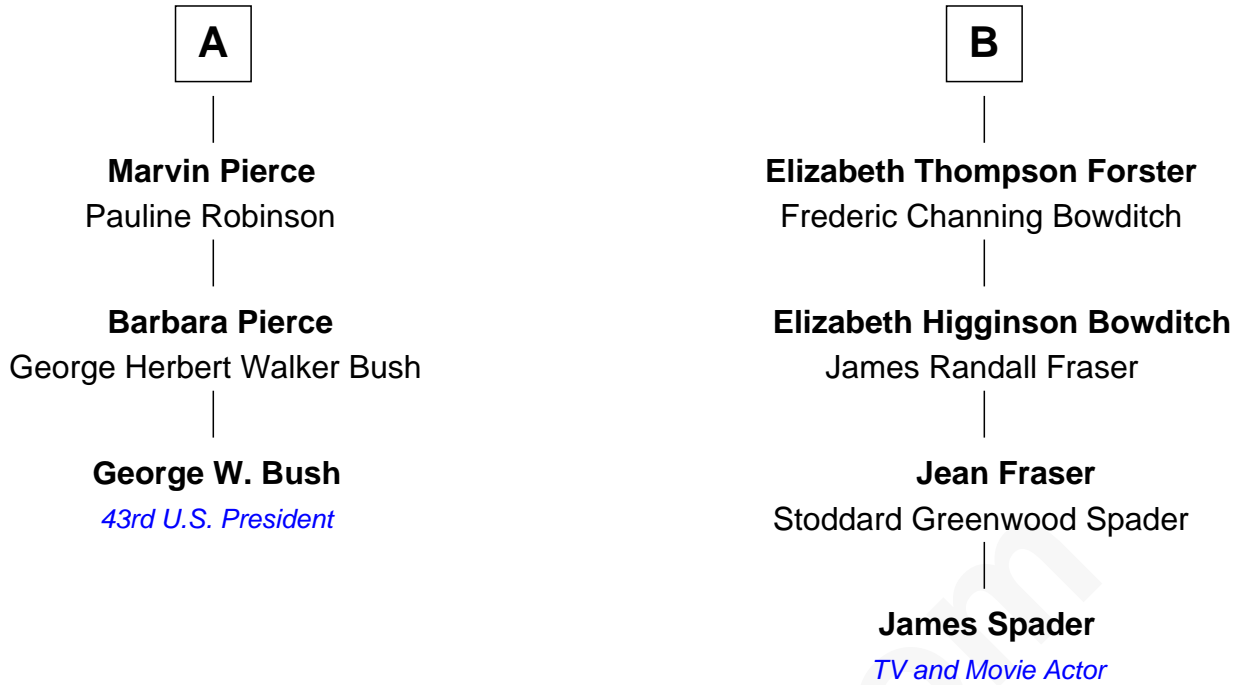 A
Marvin Pierce
Pauline Robinson
Barbara Pierce
George Herbert Walker Bush
George W. Bush
43rd U.S. President
B
Elizabeth Thompson Forster
Frederic Channing Bowditch
Elizabeth Higginson Bowditch
James Randall Fraser
Jean Fraser
Stoddard Greenwood Spader
James Spader
TV and Movie Actor